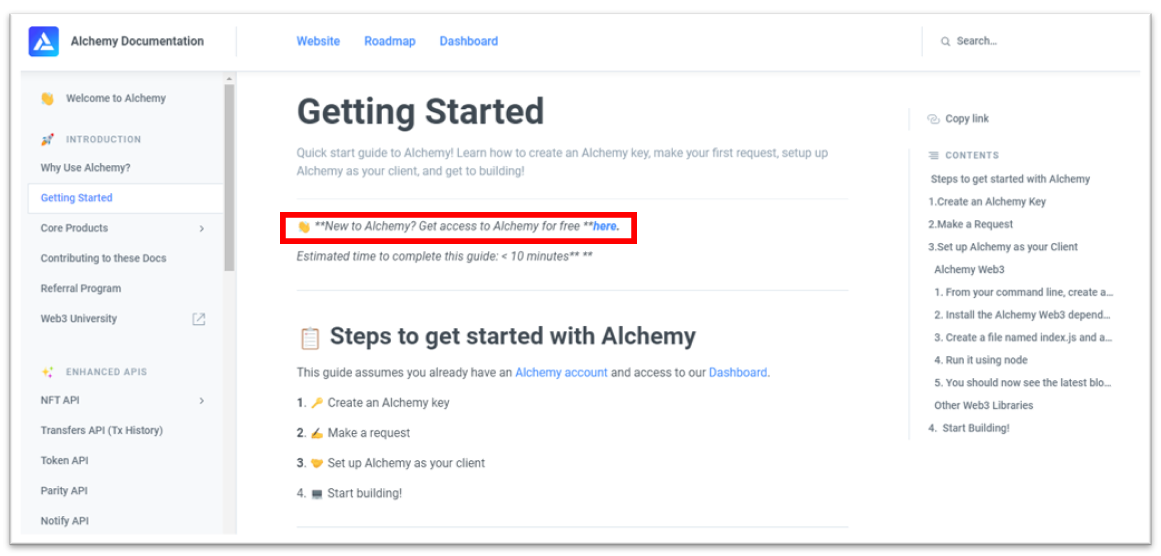 Alchemy Documentation
Website Roadmap Dashboard
Search...
Welcome to Alchemy
INTRODUCTION
Why Use Alchemy?
Getting Started
Core Products
Contributing to these Docs
Referral Program
Web3 University
ENHANCED APIS
NFT API
Transfers API (Tx History)
Token API
Parity API
Notify API
Getting Started
Quick start guide to Alchemy! Learn how to create an Alchemy key, make your first request, setup up
Alchemy as your client, and get to building!
👋 **New to Alchemy? Get access to Alchemy for free **here.
Estimated time to complete this guide: < 10 minutes** **
📋 Steps to get started with Alchemy
This guide assumes you already have an Alchemy account and access to our Dashboard.
1. 🔑 Create an Alchemy key
2. ✍️ Make a request
3. 🤝 Set up Alchemy as your client
4. 💻 Start building!
Copy link
CONTENTS
Steps to get started with Alchemy
1.Create an Alchemy Key
2.Make a Request
3.Set up Alchemy as your Client
Alchemy Web3
1. From your command line, create a...
2. Install the Alchemy Web3 depend...
3. Create a file named index.js and a...
4. Run it using node
5. You should now see the latest blo...
Other Web3 Libraries
4. Start Building!